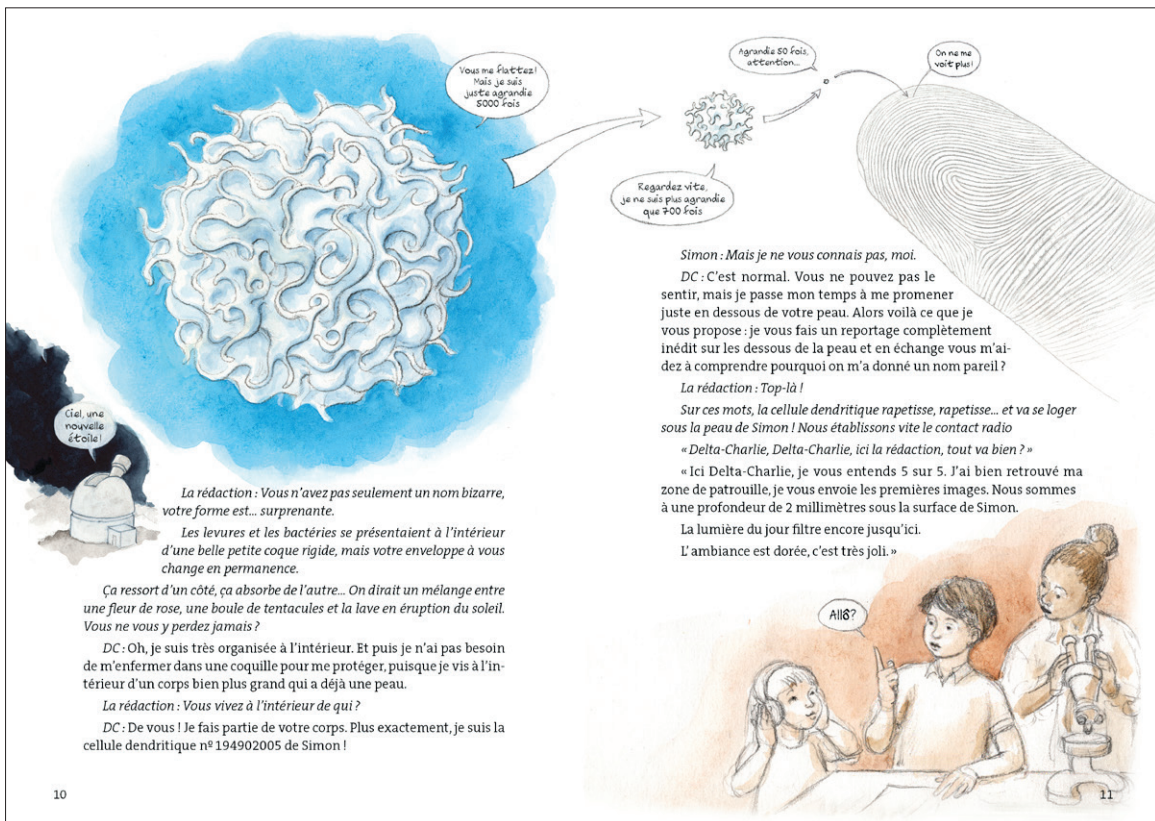 Vous me flattez!
Mais je suis
juste agrandie
5000 fois
Ciel, une
nouvelle
étoile!
La rédaction : Vous n'avez pas seulement un nom bizarre,
votre forme est... surprenante.
Les levures et les bactéries se présentaient à l'intérieur
d'une belle petite coque rigide, mais votre enveloppe à vous
change en permanence.
Ça ressort d'un côté, ça absorbe de l'autre... On dirait un mélange entre
une fleur de rose, une boule de tentacules et la lave en éruption du soleil.
Vous ne vous y perdez jamais ?
DC : Oh, je suis très organisée à l'intérieur. Et puis je n'ai pas besoin
de m'enfermer dans une coquille pour me protéger, puisque je vis à l'in-
térieur d'un corps bien plus grand qui a déjà une peau.
La rédaction : Vous vivez à l'intérieur de qui ?
DC : De vous ! Je fais partie de votre corps. Plus exactement, je suis la
cellule dendritique nº 194902005 de Simon !
10
Agrandie 50 fois,
attention...
On ne me
voit plus!
Regardez vite,
je ne suis plus agrandie
que 700 fois
Simon : Mais je ne vous connais pas, moi.
DC : C'est normal. Vous ne pouvez pas le
sentir, mais je passe mon temps à me promener
juste en dessous de votre peau. Alors voilà ce que je
vous propose : je vous fais un reportage complètement
inédit sur les dessous de la peau et en échange vous m'ai-
dez à comprendre pourquoi on m'a donné un nom pareil ?
La rédaction : Top-là !
Sur ces mots, la cellule dendritique rapetisse, rapetisse... et va se loger
sous la peau de Simon ! Nous établissons vite le contact radio
« Delta-Charlie, Delta-Charlie, ici la rédaction, tout va bien ? »
« Ici Delta-Charlie, je vous entends 5 sur 5. J'ai bien retrouvé ma
zone de patrouille, je vous envoie les premières images. Nous sommes
à une profondeur de 2 millimètres sous la surface de Simon.
La lumière du jour filtre encore jusqu'ici.
L'ambiance est dorée, c'est très joli. »
Allô?
11